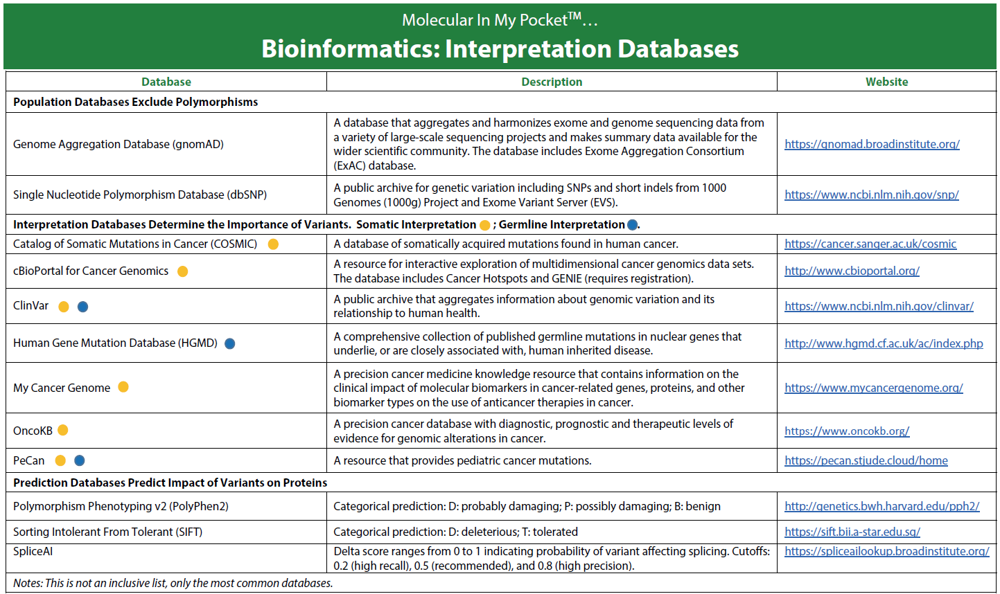 Molecular In My Pocket™…
Bioinformatics: Interpretation Databases
Database Description Website
Population Databases Exclude Polymorphisms
Genome Aggregation Database (gnomAD)
A database that aggregates and harmonizes exome and genome sequencing data from
a variety of large-scale sequencing projects and makes summary data available for the
wider scientific community. The database includes Exome Aggregation Consortium
(ExAC) database.
https://gnomad.broadinstitute.org/
Single Nucleotide Polymorphism Database (dbSNP)
A public archive for genetic variation including SNPs and short indels from 1000
Genomes (1000g) Project and Exome Variant Server (EVS).
https://www.ncbi.nlm.nih.gov/snp/
Interpretation Databases Determine the Importance of Variants. Somatic Interpretation ; Germline Interpretation .
Catalog of Somatic Mutations in Cancer (COSMIC)
A database of somatically acquired mutations found in human cancer.
https://cancer.sanger.ac.uk/cosmic
cBioPortal for Cancer Genomics
A resource for interactive exploration of multidimensional cancer genomics data sets.
The database includes Cancer Hotspots and GENIE (requires registration).
http://www.cbioportal.org/
ClinVar
A public archive that aggregates information about genomic variation and its
relationship to human health.
https://www.ncbi.nlm.nih.gov/clinvar/
Human Gene Mutation Database (HGMD)
A comprehensive collection of published germline mutations in nuclear genes that
underlie, or are closely associated with, human inherited disease.
http://www.hgmd.cf.ac.uk/ac/index.php
My Cancer Genome
A precision cancer medicine knowledge resource that contains information on the
clinical impact of molecular biomarkers in cancer-related genes, proteins, and other
biomarker types on the use of anticancer therapies in cancer.
https://www.mycancergenome.org/
OncoKB
A precision cancer database with diagnostic, prognostic and therapeutic levels of
evidence for genomic alterations in cancer.
https://www.oncokb.org/
PeCan
A resource that provides pediatric cancer mutations.
https://pecan.stjude.cloud/home
Prediction Databases Predict Impact of Variants on Proteins
Polymorphism Phenotyping v2 (PolyPhen2)
Categorical prediction: D: probably damaging; P: possibly damaging; B: benign
http://genetics.bwh.harvard.edu/pph2/
Sorting Intolerant From Tolerant (SIFT)
Categorical prediction: D: deleterious; T: tolerated
https://sift.bii.a-star.edu.sg/
SpliceAI
Delta score ranges from 0 to 1 indicating probability of variant affecting splicing. Cutoffs:
0.2 (high recall), 0.5 (recommended), and 0.8 (high precision).
https://spliceailookup.broadinstitute.org/
Notes: This is not an inclusive list, only the most common databases.